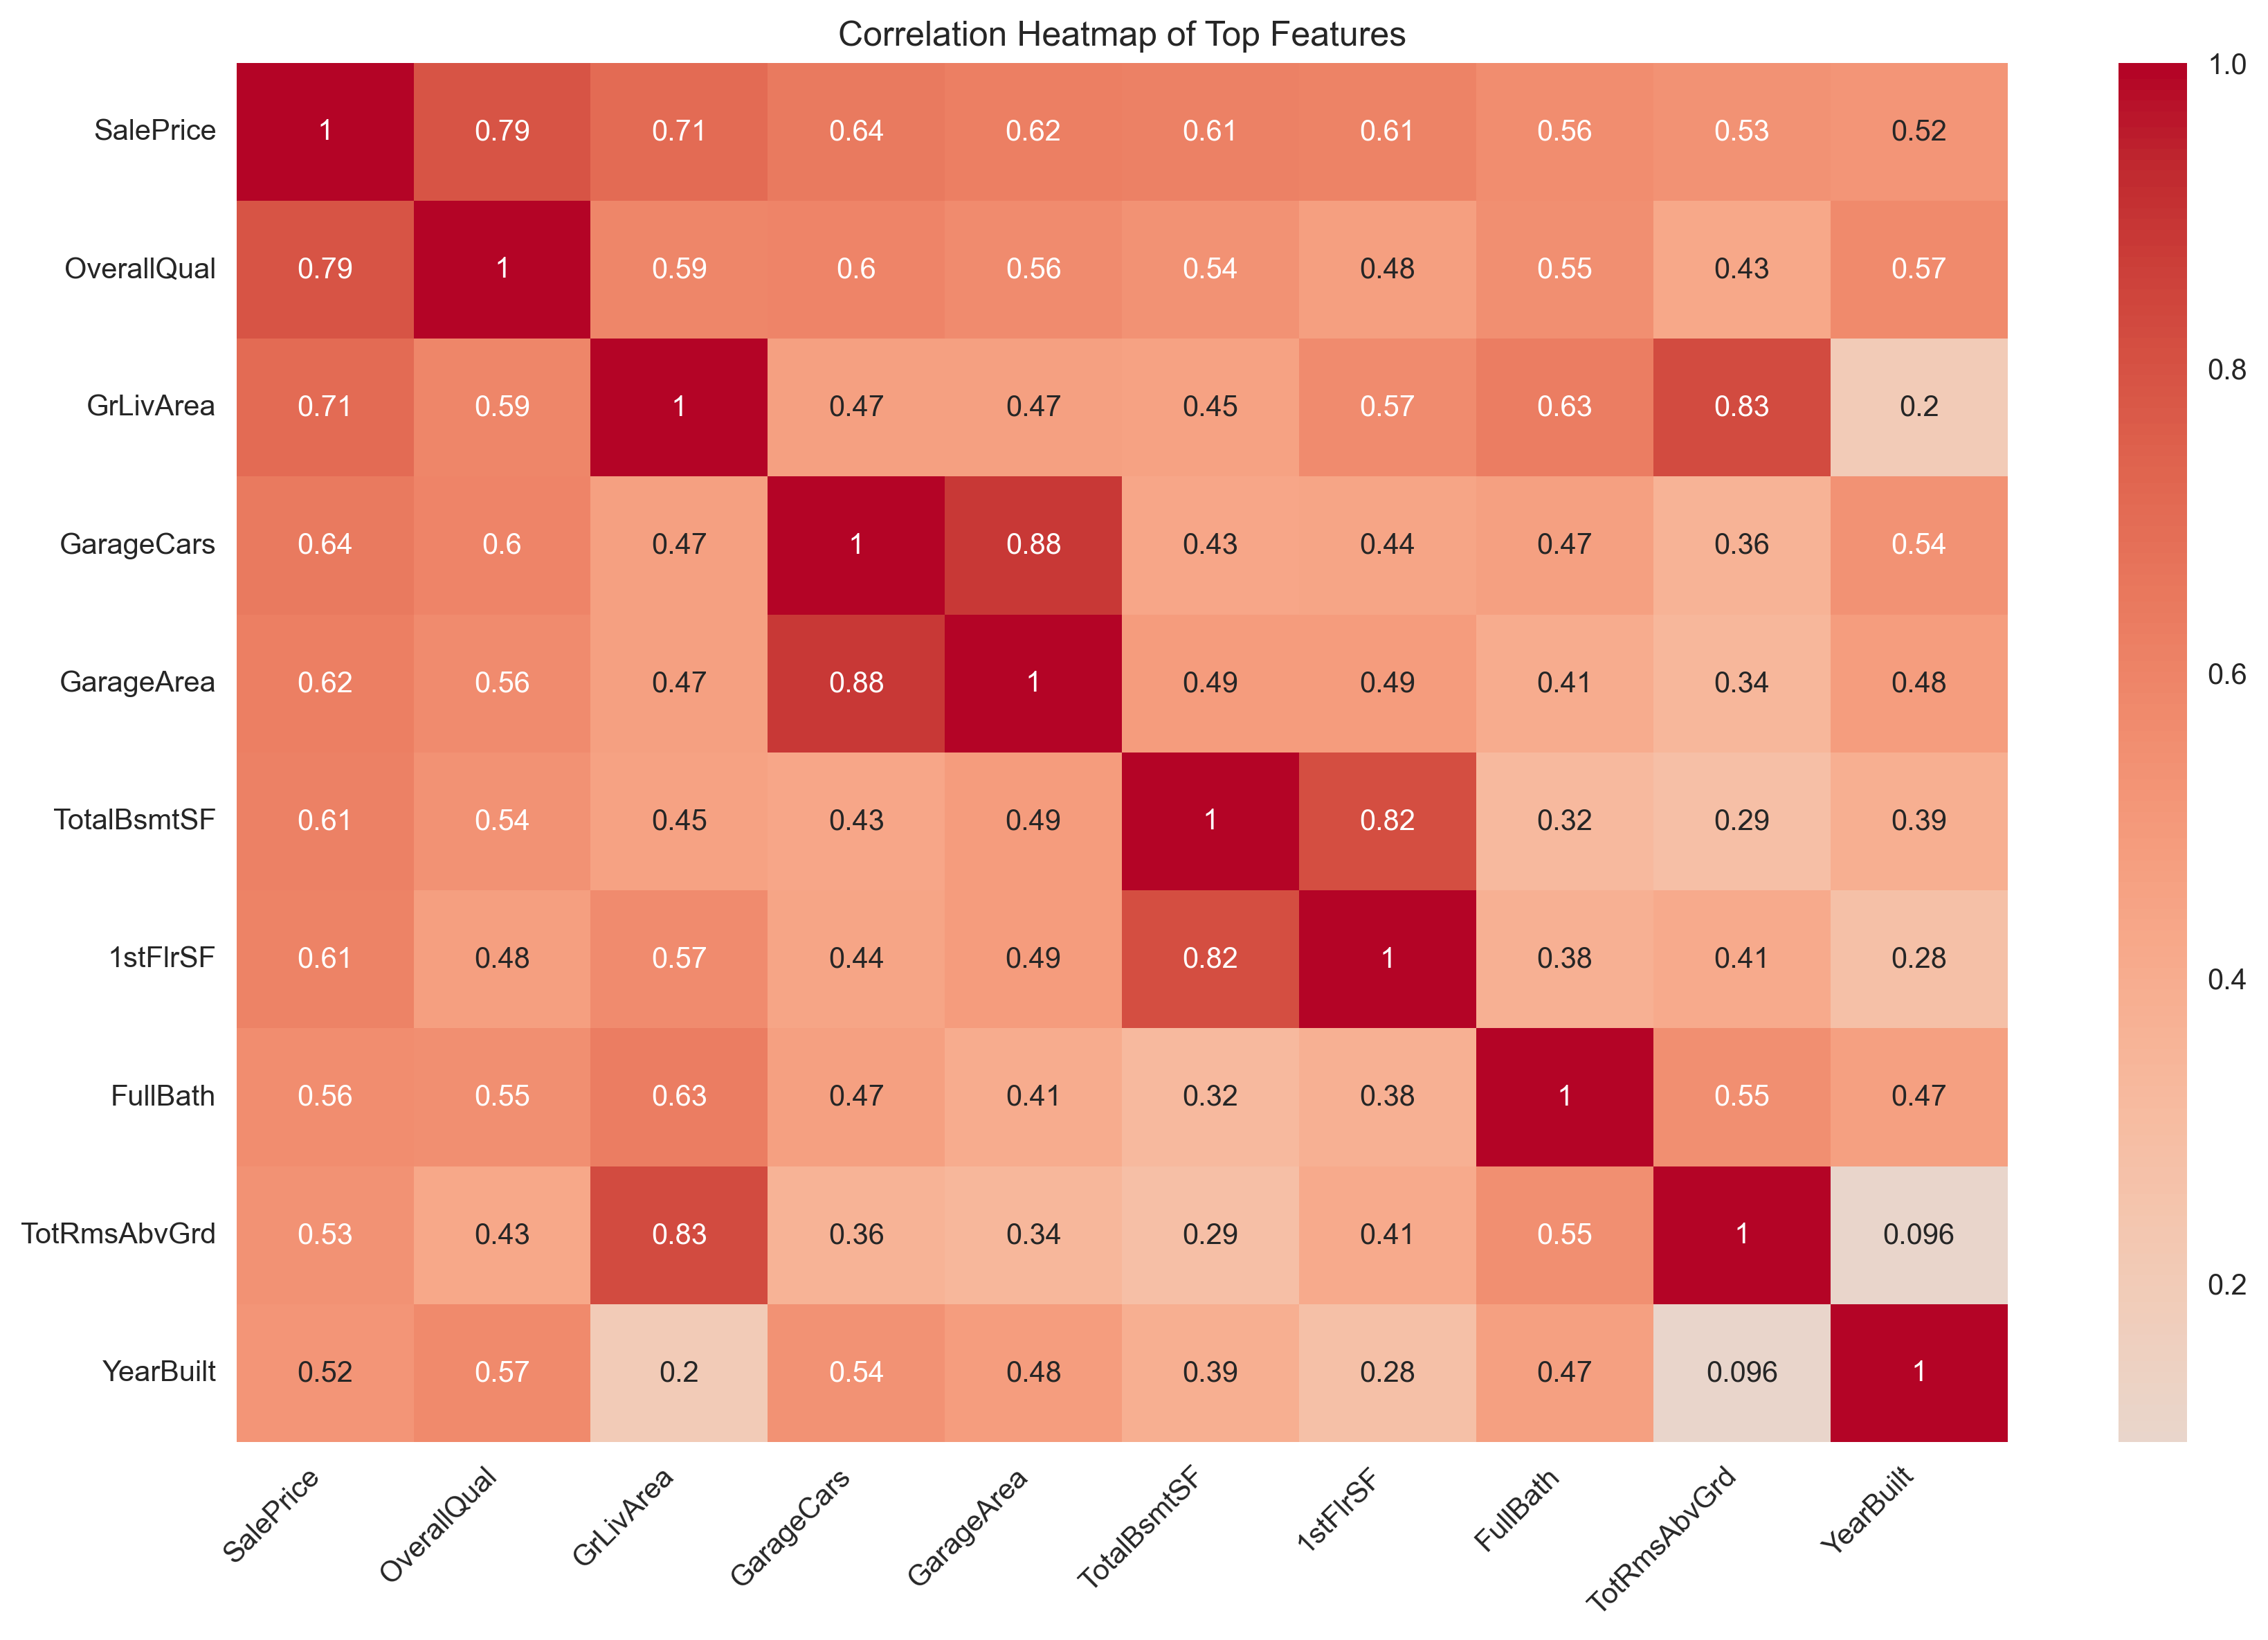 Correlation Heatmap of Top Features
SalePrice 1 0.79 0.71 0.64 0.62 0.61 0.61 0.56 0.53 0.52
OverallQual 0.79 1 0.59 0.6 0.56 0.54 0.48 0.55 0.43 0.57
GrLivArea 0.71 0.59 1 0.47 0.47 0.45 0.57 0.63 0.83 0.2
GarageCars 0.64 0.6 0.47 1 0.88 0.43 0.44 0.47 0.36 0.54
GarageArea 0.62 0.56 0.47 0.88 1 0.49 0.49 0.41 0.34 0.48
TotalBsmtSF 0.61 0.54 0.45 0.43 0.49 1 0.82 0.32 0.29 0.39
1stFlrSF 0.61 0.48 0.57 0.44 0.49 0.82 1 0.38 0.41 0.28
FullBath 0.56 0.55 0.63 0.47 0.41 0.32 0.38 1 0.55 0.47
TotRmsAbvGrd 0.53 0.43 0.83 0.36 0.34 0.29 0.41 0.55 1 0.096
YearBuilt 0.52 0.57 0.2 0.54 0.48 0.39 0.28 0.47 0.096 1
SalePrice OverallQual GrLivArea GarageCars GarageArea TotalBsmtSF 1stFlrSF FullBath TotRmsAbvGrd YearBuilt
1.0
0.8
0.6
0.4
0.2